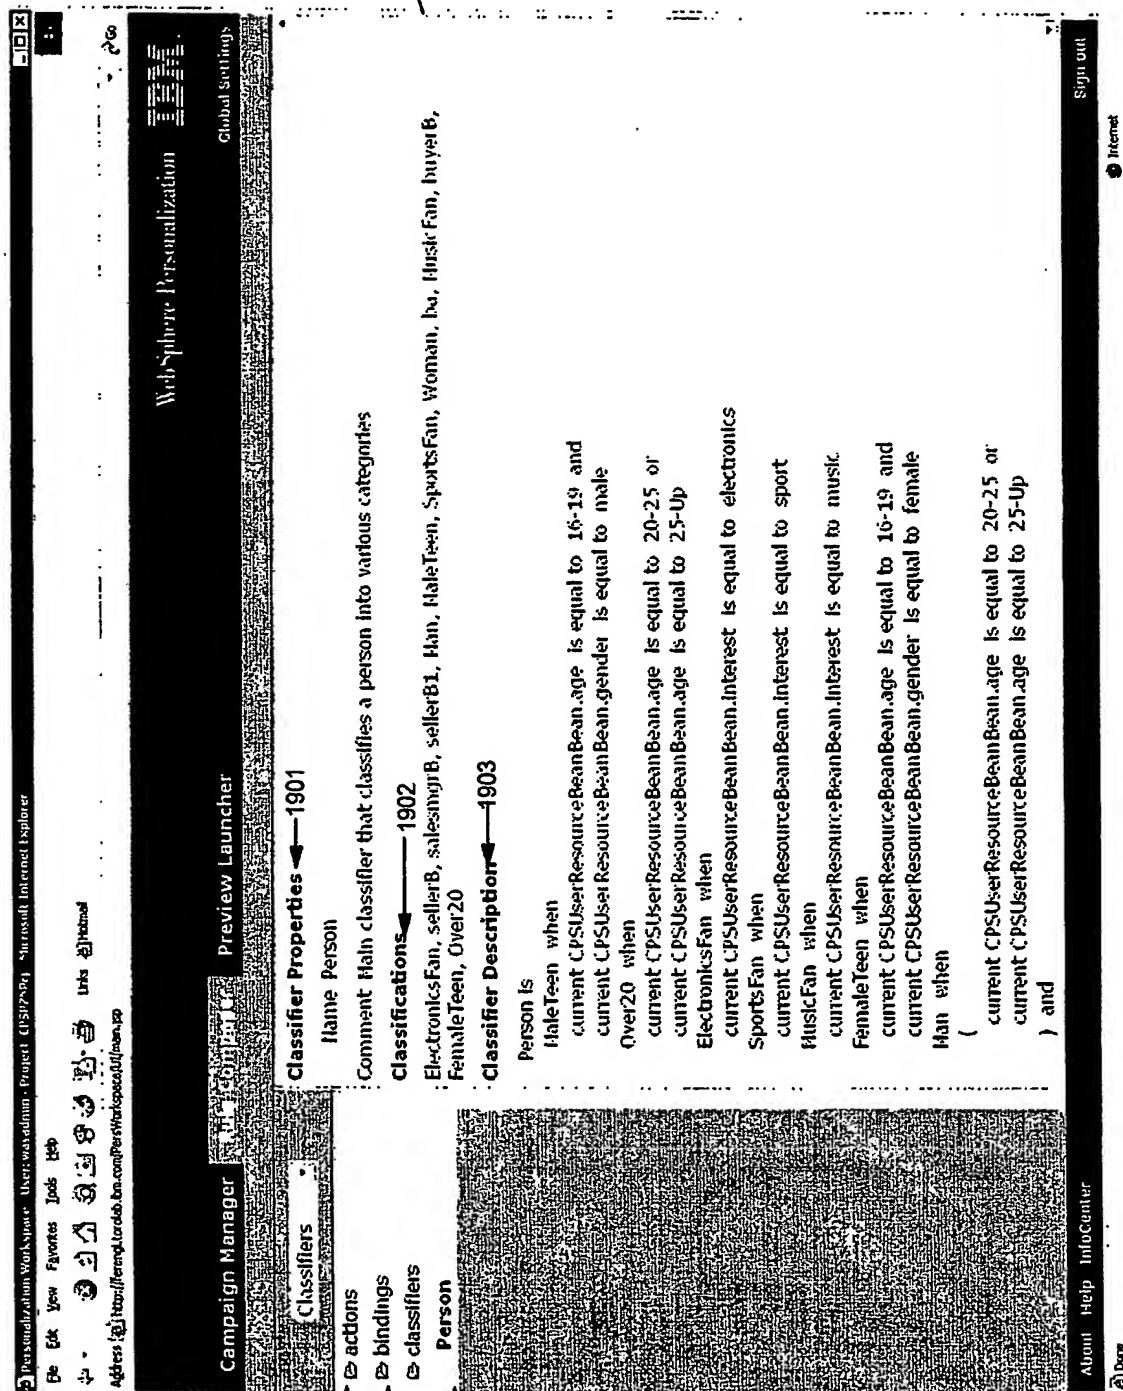 Personalization Workspace User: wasadmin - Project CPSP2SPrj - Microsoft Internet Explorer
File Edit View Favorites Tools Help
Links Hotmail
Address
Go
WebSphere Personalization IBM
Campaign Manager
Preview Launcher
Global Settings
Classifiers
actions
bindings
classifiers
Person
Classifier Properties 1901
Name Person
Comment Main classifier that classifies a person into various categories
Classifications 1902
ElectronicsFan, sellerB, salesmgrB, sellerB1, Man, MaleTeen, SportsFan, Woman, ba, MusicFan, buyerB,
FemaleTeen, Over20
Classifier Description 1903
Person is
MaleTeen when
current CPSUserResourceBeanBean.age is equal to 16-19 and
current CPSUserResourceBeanBean.gender is equal to male
Over20 when
current CPSUserResourceBeanBean.age is equal to 20-25 or
current CPSUserResourceBeanBean.age is equal to 25-Up
ElectronicsFan when
current CPSUserResourceBeanBean.interest is equal to electronics
SportsFan when
current CPSUserResourceBeanBean.interest is equal to sport
MusicFan when
current CPSUserResourceBeanBean.interest is equal to music
FemaleTeen when
current CPSUserResourceBeanBean.age is equal to 16-19 and
current CPSUserResourceBeanBean.gender is equal to female
Man when
(
current CPSUserResourceBeanBean.age is equal to 20-25 or
current CPSUserResourceBeanBean.age is equal to 25-Up
) and
About Help InfoCenter
Sign out
Done
Internet